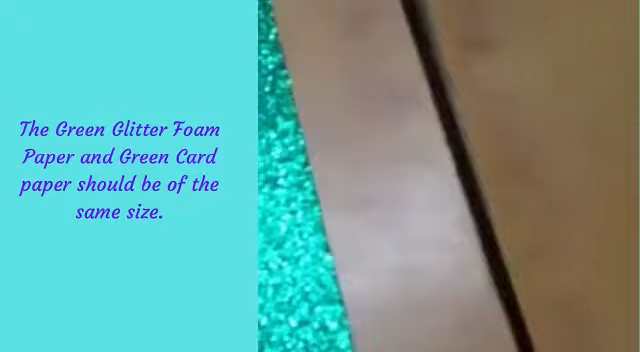 The Green Glitter Foam
Paper and Green Card
paper should be of the
same size.